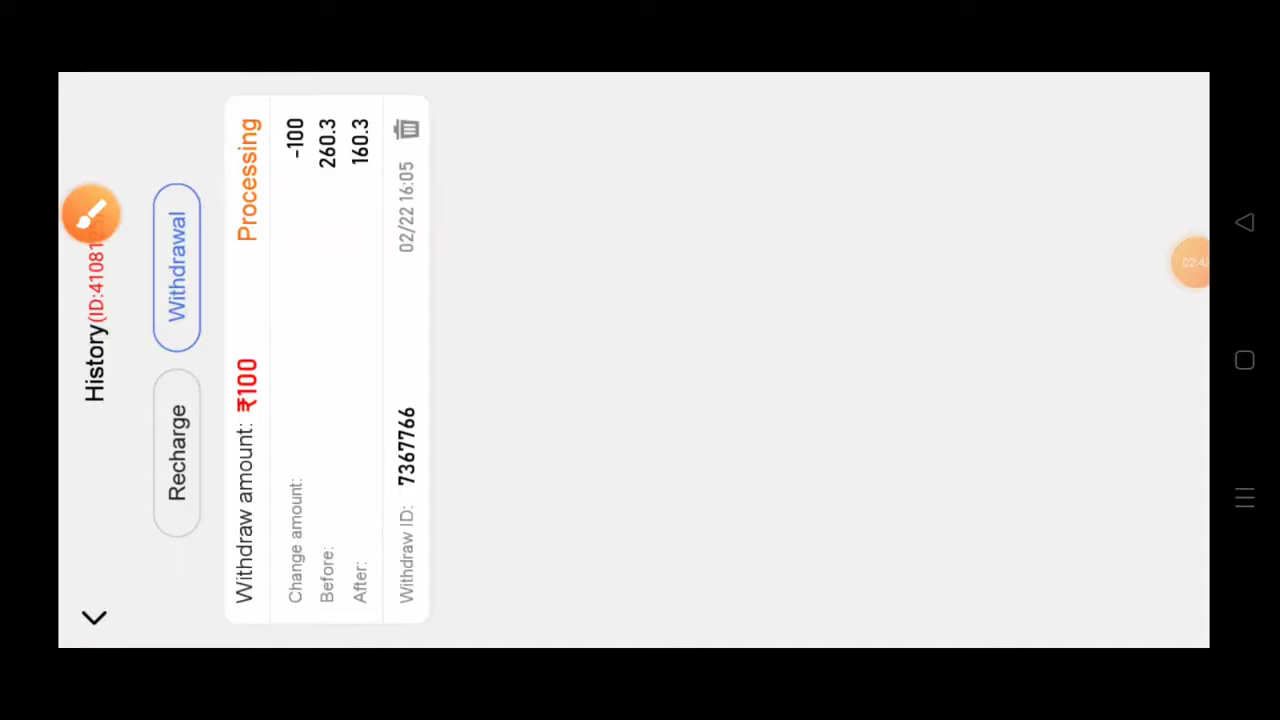 History(ID:41081
Recharge
Withdrawal
Withdraw amount: ₹100 Processing
Change amount: -100
Before: 260.3
After: 160.3
Withdraw ID: 7367766 02/22 16:05